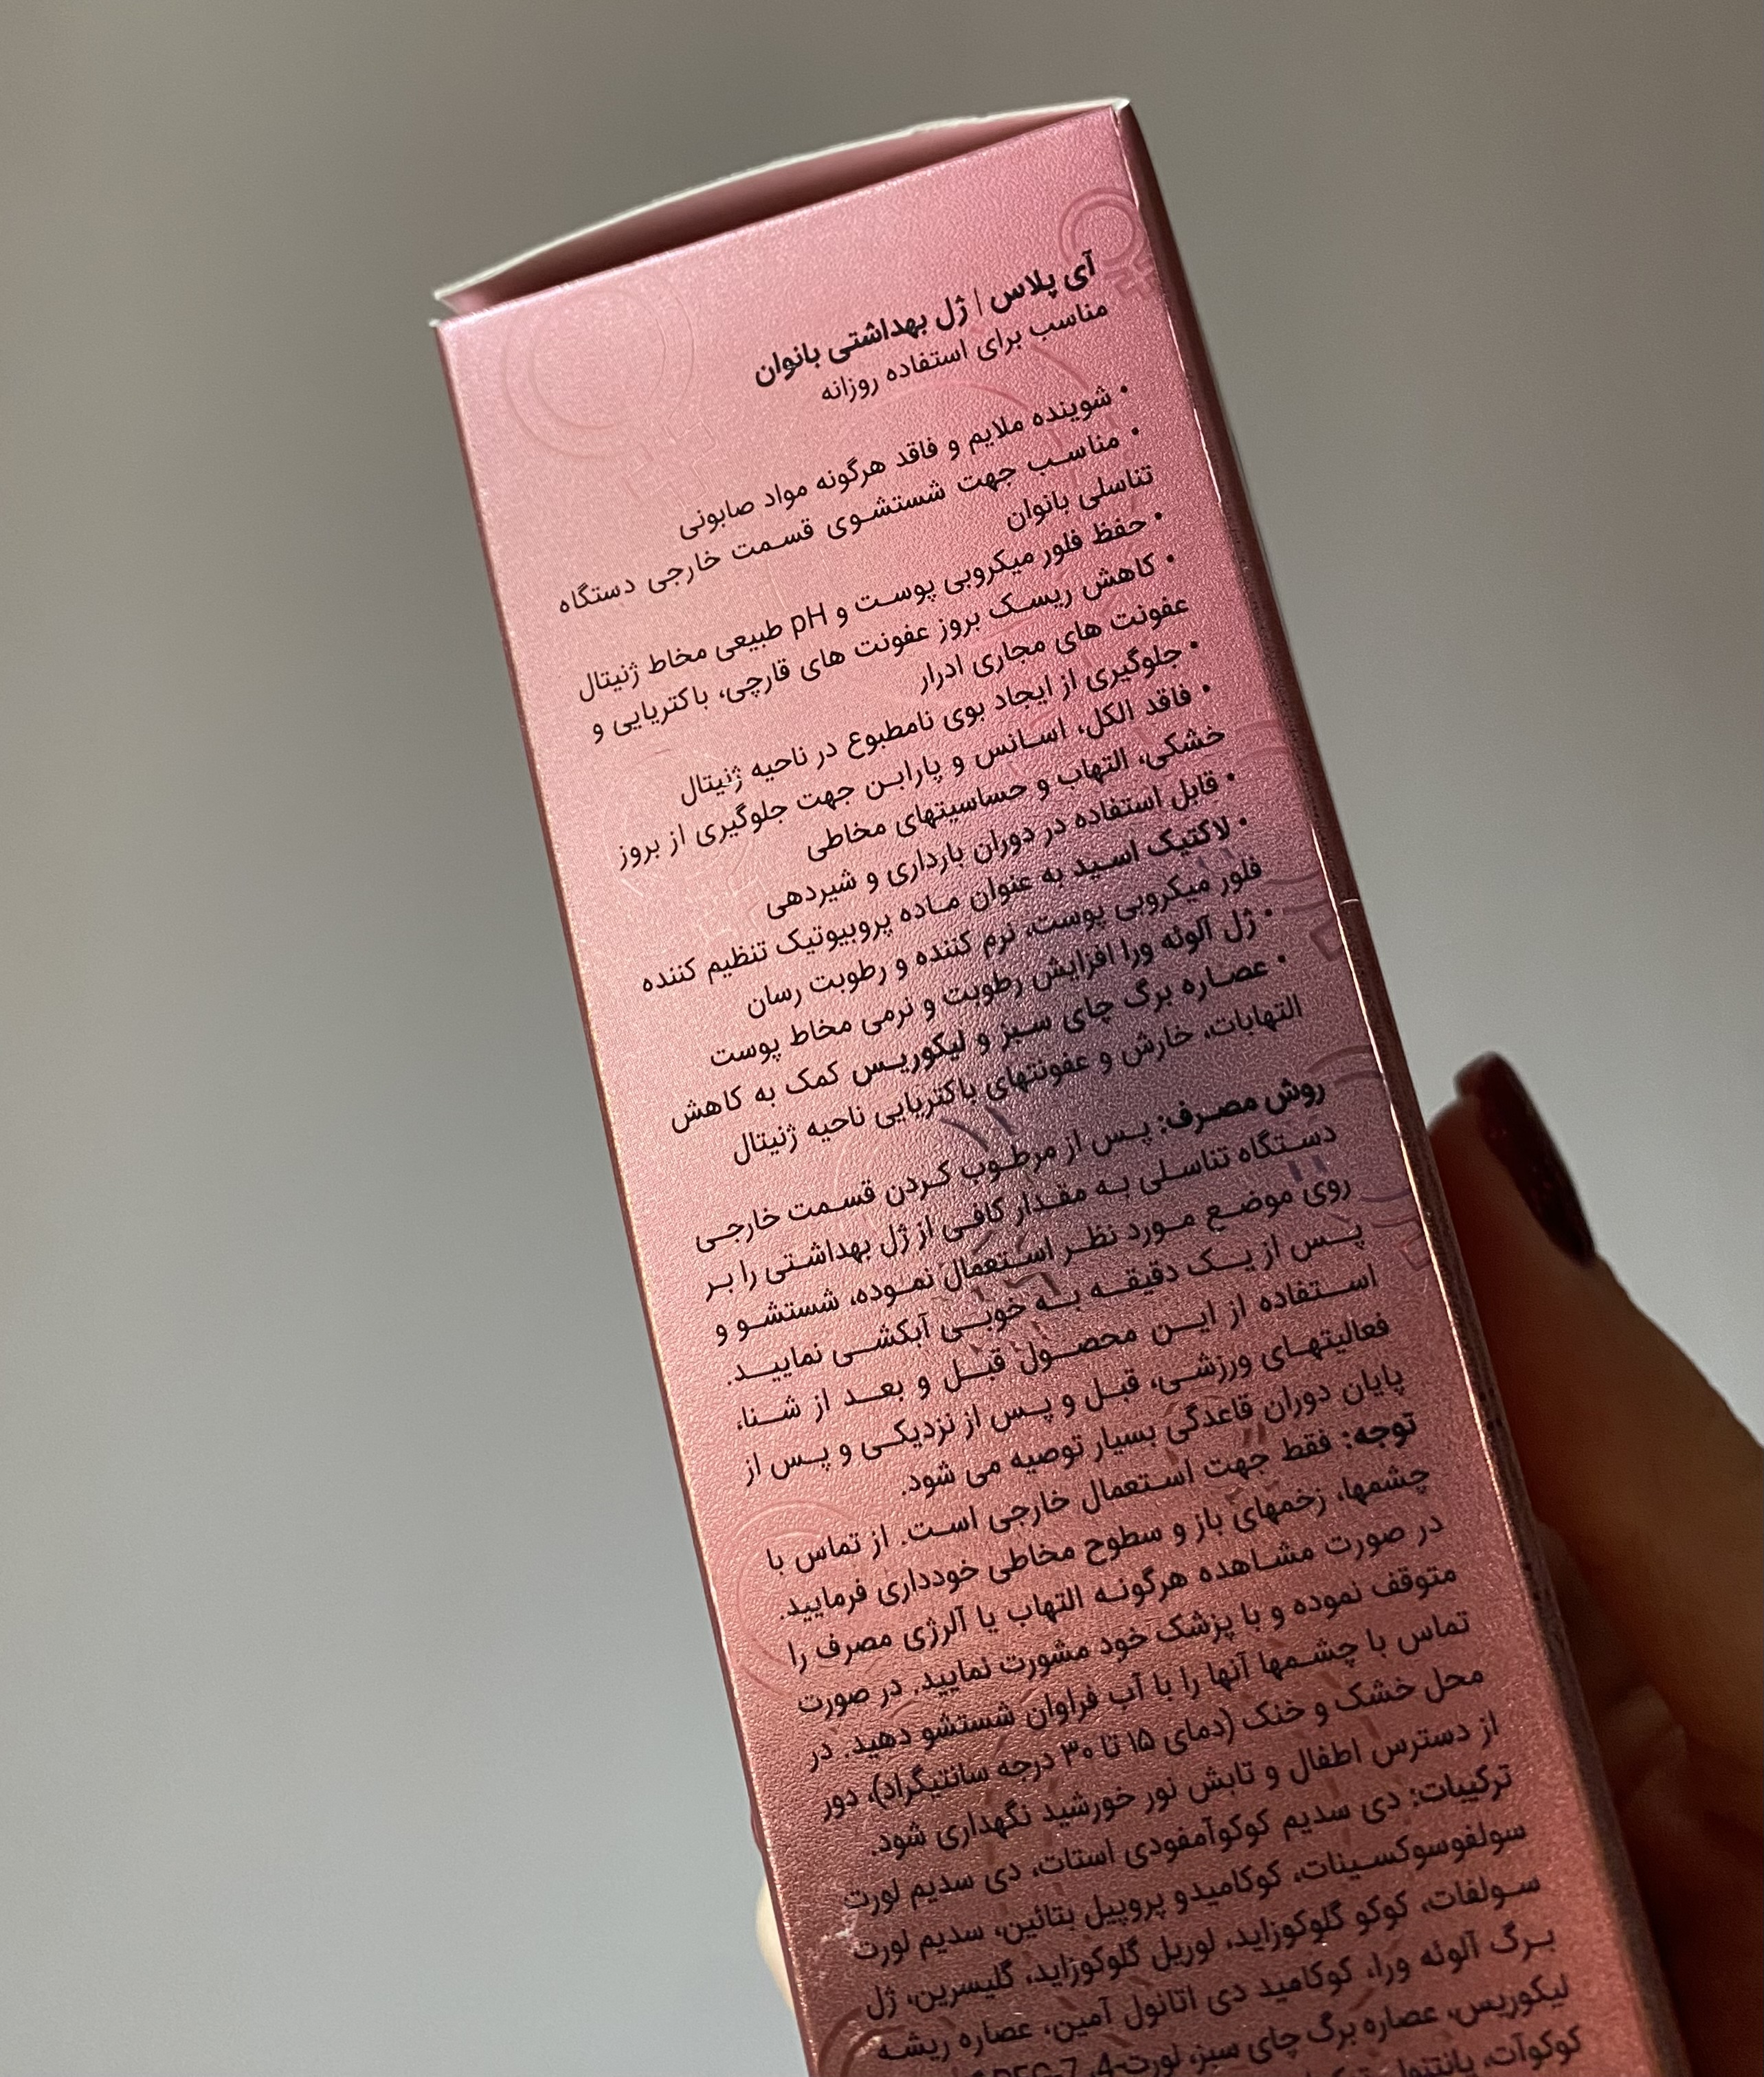 آی پلاس | ژل بهداشتی بانوان
مناسب برای استفاده روزانه
• شوینده ملایم و فاقد هرگونه مواد صابونی
• مناسب جهت شستشوی قسمت خارجی دستگاه
تناسلی بانوان
• حفظ فلور میکروبی پوست و pH طبیعی مخاط ژنیتال
• کاهش ریسک بروز عفونت های قارچی، باکتریایی و
عفونت های مجاری ادرار
• جلوگیری از ایجاد بوی نامطبوع در ناحیه ژنیتال
• فاقد الکل، اسانس و پارابن جهت جلوگیری از بروز
خشکی، التهاب و حساسیتهای مخاطی
• قابل استفاده در دوران بارداری و شیردهی
• لاکتیک اسید به عنوان ماده پروبیوتیک تنظیم کننده
فلور میکروبی پوست، نرم کننده و رطوبت رسان
• ژل آلوئه ورا افزایش رطوبت و نرمی مخاط پوست
• عصاره برگ چای سبز و لیکوریس کمک به کاهش
التهابات، خارش و عفونتهای باکتریایی ناحیه ژنیتال
روش مصرف: پس از مرطوب کردن قسمت خارجی
دستگاه تناسلی به مقدار کافی از ژل بهداشتی را بر
روی موضع مورد نظر استعمال نموده، شستشو و
پس از یک دقیقه به خوبی آبکشی نمایید.
استفاده از این محصول قبل و بعد از شنا،
فعالیتهای ورزشی، قبل و پس از نزدیکی و پس از
پایان دوران قاعدگی بسیار توصیه می شود.
توجه: فقط جهت استعمال خارجی است. از تماس با
چشمها، زخمهای باز و سطوح مخاطی خودداری فرمایید.
در صورت مشاهده هرگونه التهاب یا آلرژی مصرف را
متوقف نموده و با پزشک خود مشورت نمایید. در صورت
تماس با چشمها آنها را با آب فراوان شستشو دهید. در
محل خشک و خنک (دمای ۱۵ تا ۳۰ درجه سانتیگراد)، دور
از دسترس اطفال و تابش نور خورشید نگهداری شود.
ترکیبات: دی سدیم کوکوآمفودی استات، دی سدیم لورت
سولفوسوکسینات، کوکامیدو پروپیل بتائین، سدیم لورت
سولفات، کوکو گلوکوزاید، لوریل گلوکوزاید، گلیسرین، ژل
برگ آلوئه ورا، کوکامید دی اتانول آمین، عصاره ریشه
لیکوریس، عصاره برگ چای سبز، لورت-4،
کوکوآت، پانتنول